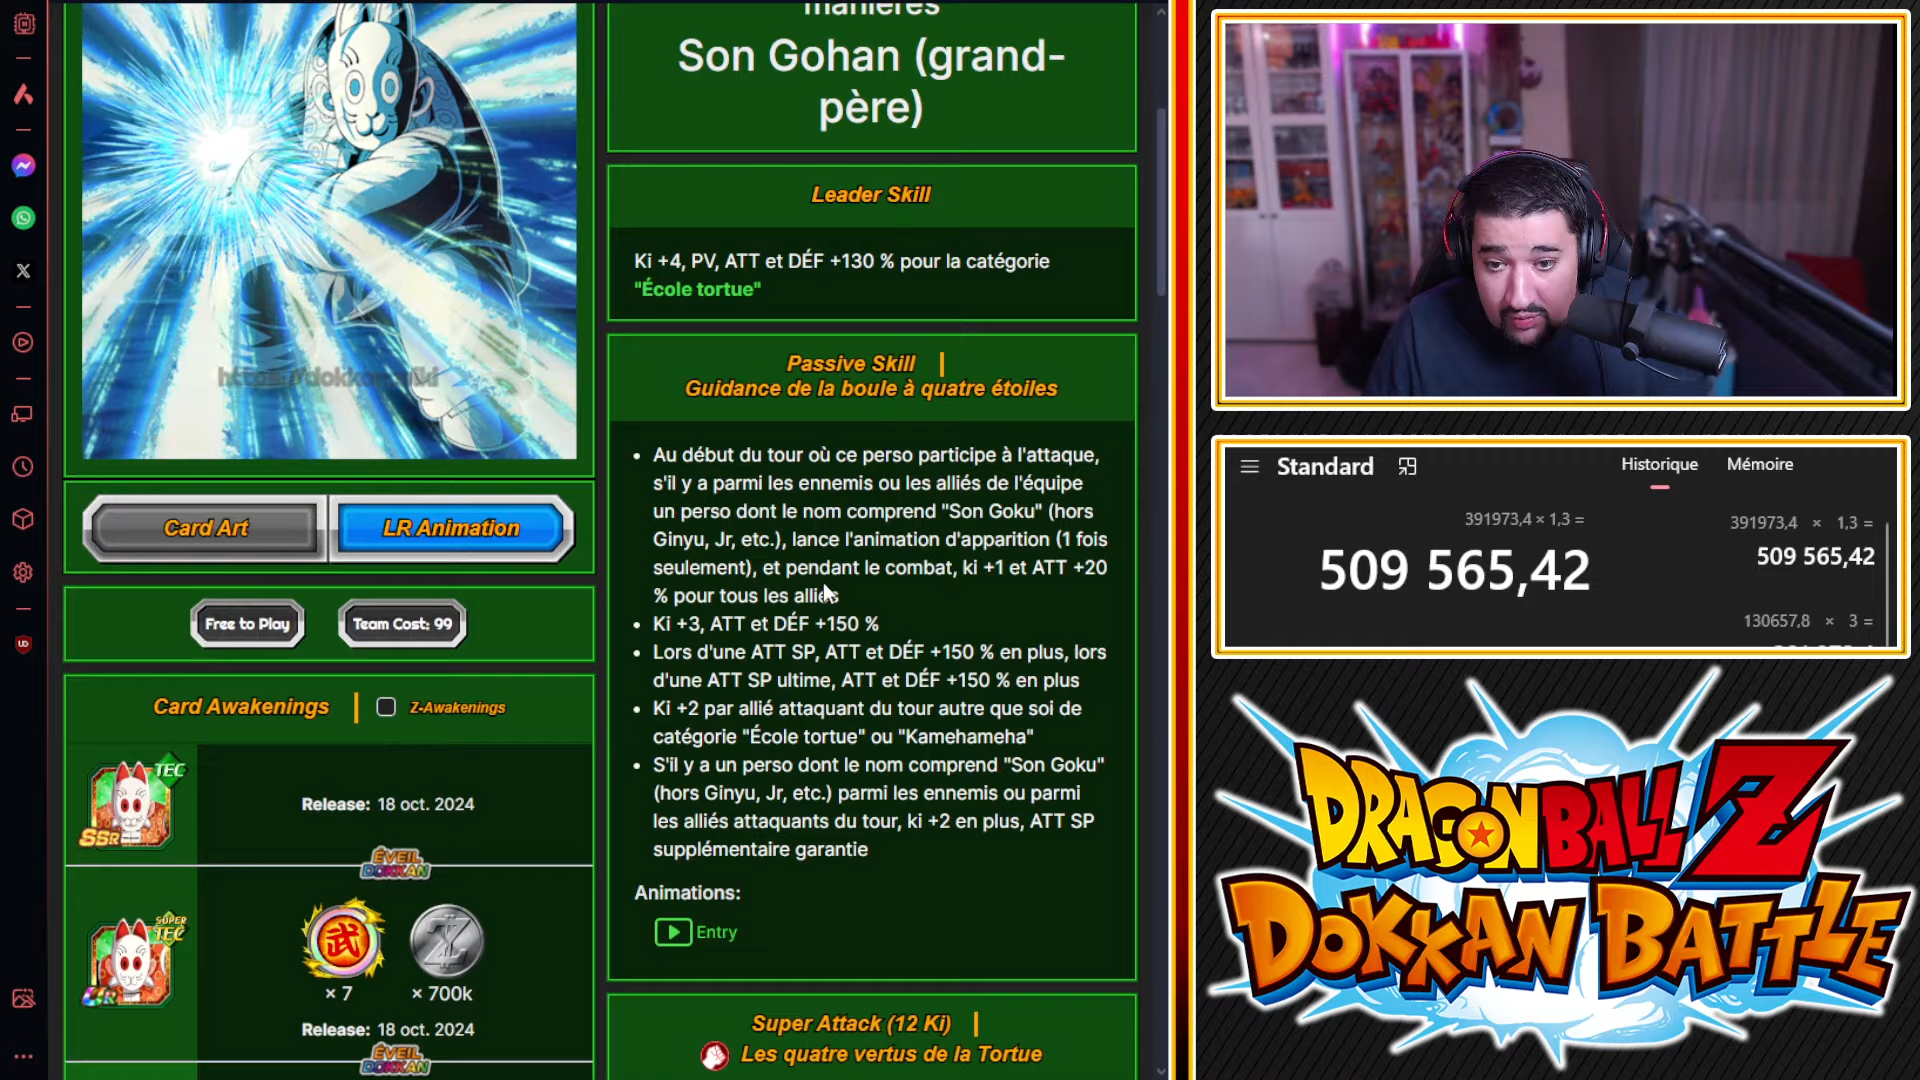 manières
Son Gohan (grand-
père)
Leader Skill
Ki +4, PV, ATT et DÉF +130 % pour la catégorie
"École tortue"
Passive Skill
Guidance de la boule à quatre étoiles
Au début du tour où ce perso participe à l'attaque,
s'il y a parmi les ennemis ou les alliés de l'équipe
un perso dont le nom comprend "Son Goku" (hors
Ginyu, Jr, etc.), lance l'animation d'apparition (1 fois
seulement), et pendant le combat, ki +1 et ATT +20
% pour tous les alliés
Ki +3, ATT et DÉF +150 %
Lors d'une ATT SP, ATT et DÉF +150 % en plus, lors
d'une ATT SP ultime, ATT et DÉF +150 % en plus
Ki +2 par allié attaquant du tour autre que soi de
catégorie "École tortue" ou "Kamehameha"
S'il y a un perso dont le nom comprend "Son Goku"
(hors Ginyu, Jr, etc.) parmi les ennemis ou parmi
les alliés attaquants du tour, ki +2 en plus, ATT SP
supplémentaire garantie
Animations:
Entry
Super Attack (12 Ki)
Les quatre vertus de la Tortue
Card Art
LR Animation
Free to Play
Team Cost: 99
Card Awakenings
Z-Awakenings
TEC
SSR
Release: 18 oct. 2024
ÉVEIL
DOKKAN
SUPER
TEC
UR
武
Z
× 7
× 700k
Release: 18 oct. 2024
ÉVEIL
DOKKAN
UD
Standard
Historique
Mémoire
391973,4 × 1,3 =
509 565,42
391973,4 × 1,3 =
509 565,42
130657,8 × 3 =
DRAGON BALL Z
DOKKAN BATTLE